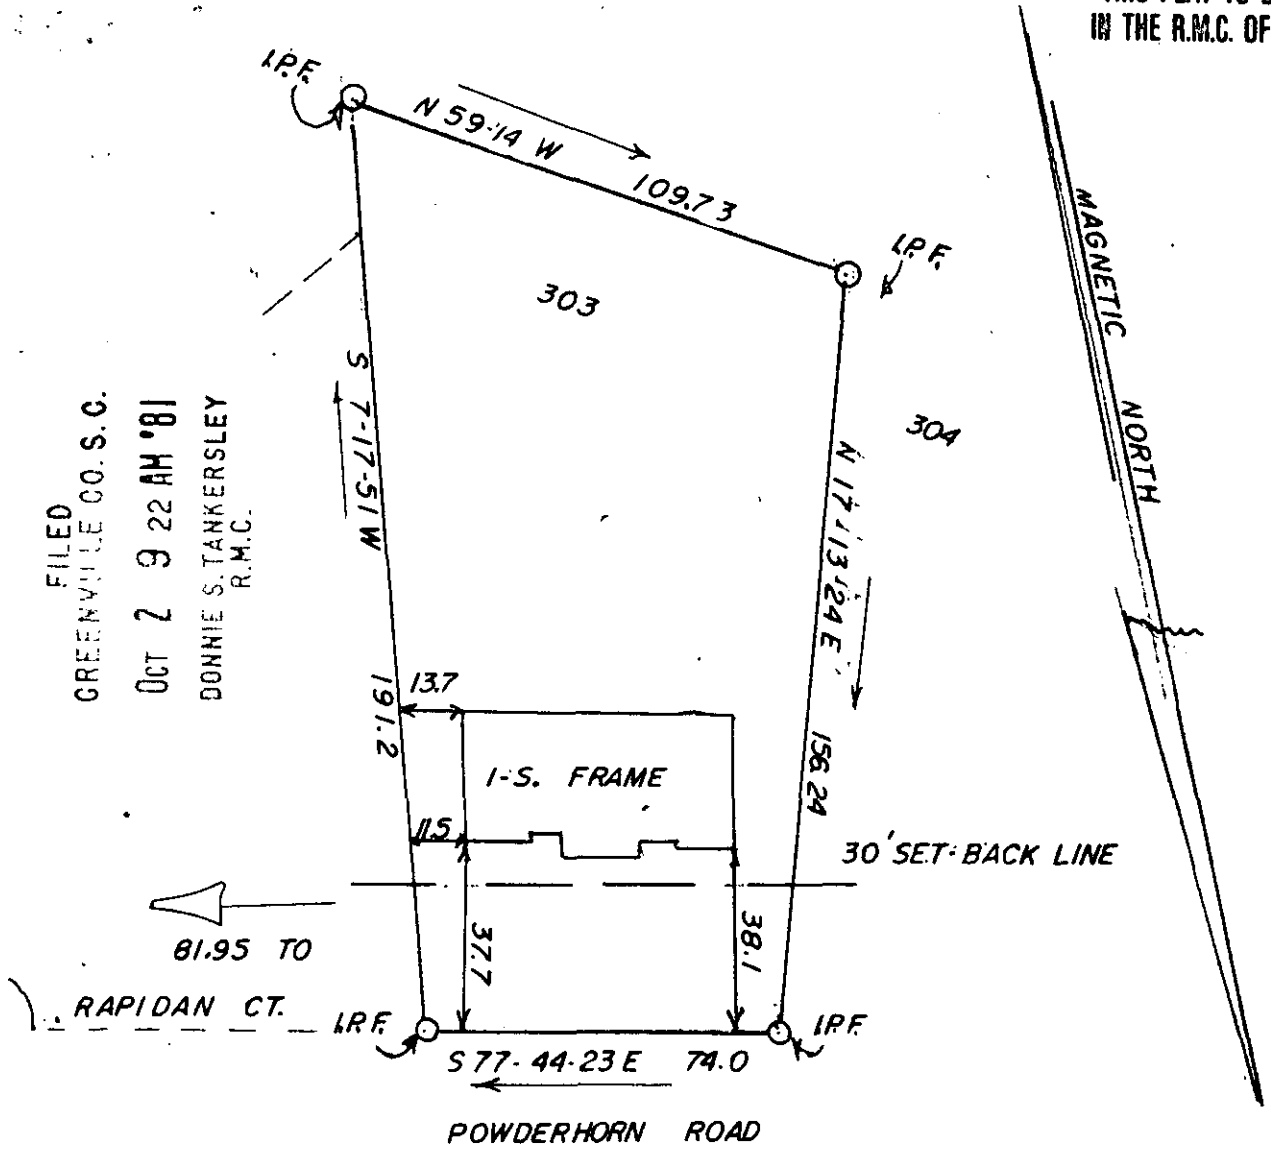 IN THE R.M.C. OF
I.P.F.
N 59-14 W 109.73
I.P.F.
303
304
MAGNETIC NORTH
S 7-17-51 W 191.2
N 17-13-24 E 156.24
FILED
GREENVILLE CO. S. C.
OCT 2 9 22 AM '81
DONNIE S. TANKERSLEY
R.M.C.
13.7
1-S. FRAME
11.5
30' SET-BACK LINE
37.7
38.1
81.95 TO
RAPIDAN CT.
I.P.F.
I.P.F.
S 77-44-23 E 74.0
POWDERHORN ROAD